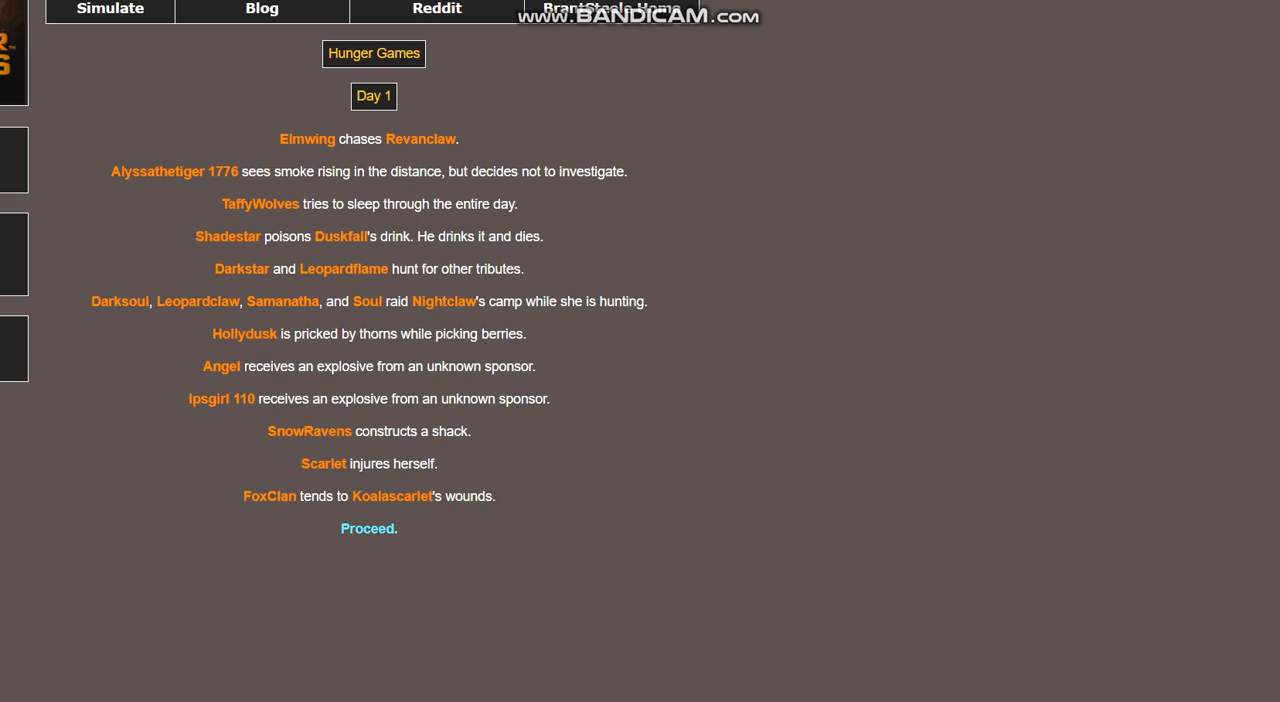 Simulate Blog Reddit BrantSteele Home
www.BANDICAM.com
R™
S
Hunger Games
Day 1
Elmwing chases Revanclaw.
Alyssathetiger 1776 sees smoke rising in the distance, but decides not to investigate.
TaffyWolves tries to sleep through the entire day.
Shadestar poisons Duskfall's drink. He drinks it and dies.
Darkstar and Leopardflame hunt for other tributes.
Darksoul, Leopardclaw, Samanatha, and Soul raid Nightclaw's camp while she is hunting.
Hollydusk is pricked by thorns while picking berries.
Angel receives an explosive from an unknown sponsor.
lpsgirl 110 receives an explosive from an unknown sponsor.
SnowRavens constructs a shack.
Scarlet injures herself.
FoxClan tends to Koalascarlet's wounds.
Proceed.